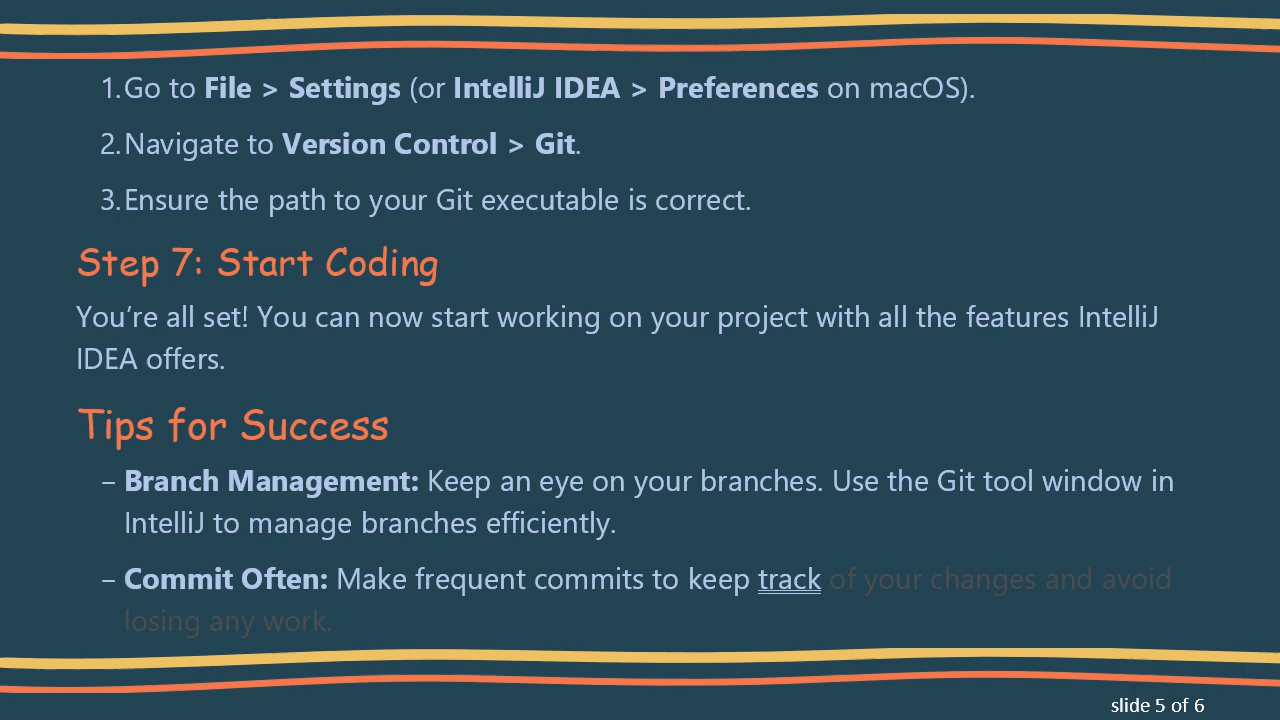 1.Go to File > Settings (or IntelliJ IDEA > Preferences on macOS).
2.Navigate to Version Control > Git.
3.Ensure the path to your Git executable is correct.
Step 7: Start Coding
You’re all set! You can now start working on your project with all the features IntelliJ
IDEA offers.
Tips for Success
– Branch Management: Keep an eye on your branches. Use the Git tool window in
IntelliJ to manage branches efficiently.
– Commit Often: Make frequent commits to keep track of your changes and avoid
losing any work.
slide 5 of 6